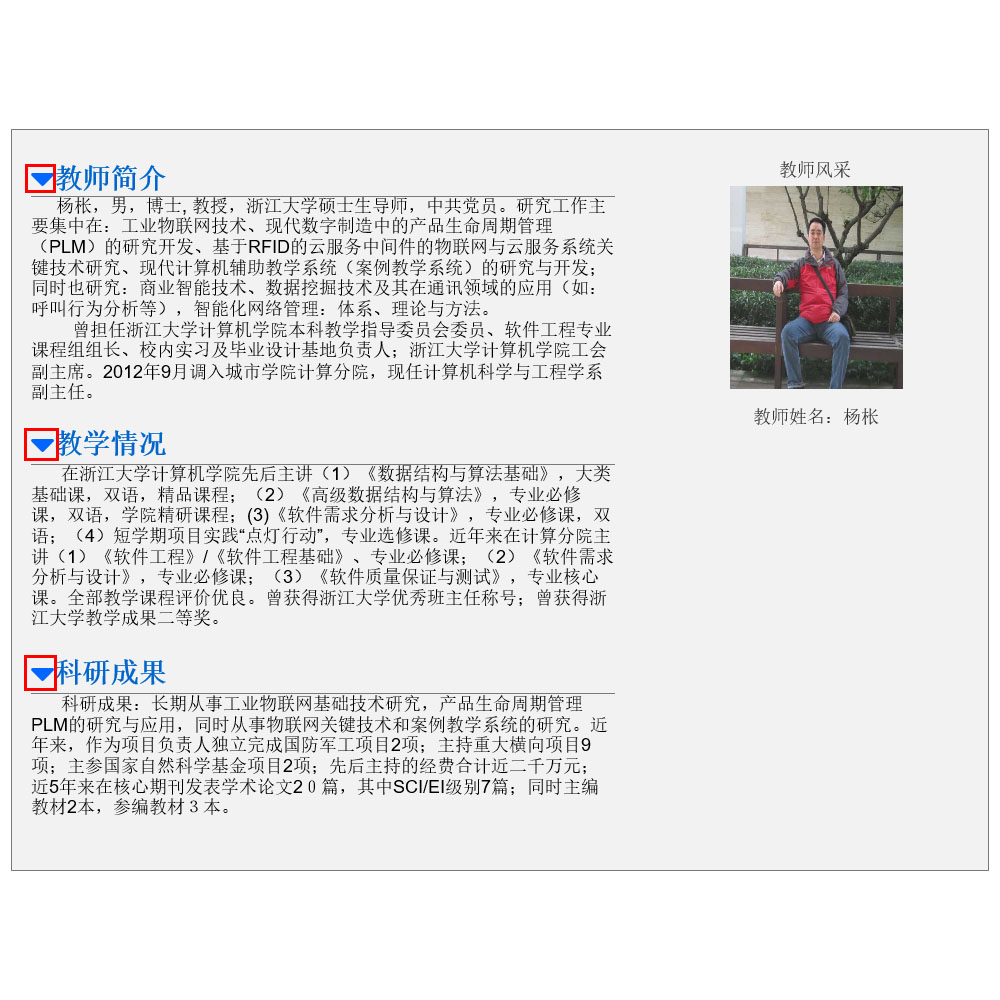 教师简介
杨枨，男，博士, 教授，浙江大学硕士生导师，中共党员。研究工作主
要集中在：工业物联网技术、现代数字制造中的产品生命周期管理
（PLM）的研究开发、基于RFID的云服务中间件的物联网与云服务系统关
键技术研究、现代计算机辅助教学系统（案例教学系统）的研究与开发；
同时也研究：商业智能技术、数据挖掘技术及其在通讯领域的应用（如：
呼叫行为分析等），智能化网络管理：体系、理论与方法。
曾担任浙江大学计算机学院本科教学指导委员会委员、软件工程专业
课程组组长、校内实习及毕业设计基地负责人；浙江大学计算机学院工会
副主席。2012年9月调入城市学院计算分院，现任计算机科学与工程学系
副主任。
教学情况
在浙江大学计算机学院先后主讲（1）《数据结构与算法基础》，大类
基础课，双语，精品课程；（2）《高级数据结构与算法》，专业必修
课，双语，学院精研课程；(3)《软件需求分析与设计》，专业必修课，双
语；（4）短学期项目实践“点灯行动”，专业选修课。近年来在计算分院主
讲（1）《软件工程》/《软件工程基础》、专业必修课；（2）《软件需求
分析与设计》，专业必修课；（3）《软件质量保证与测试》，专业核心
课。全部教学课程评价优良。曾获得浙江大学优秀班主任称号；曾获得浙
江大学教学成果二等奖。
科研成果
科研成果：长期从事工业物联网基础技术研究，产品生命周期管理
PLM的研究与应用，同时从事物联网关键技术和案例教学系统的研究。近
年来，作为项目负责人独立完成国防军工项目2项；主持重大横向项目9
项；主参国家自然科学基金项目2项；先后主持的经费合计近二千万元；
近5年来在核心期刊发表学术论文2０篇，其中SCI/EI级别7篇；同时主编
教材2本，参编教材３本。
教师风采
教师姓名：杨枨